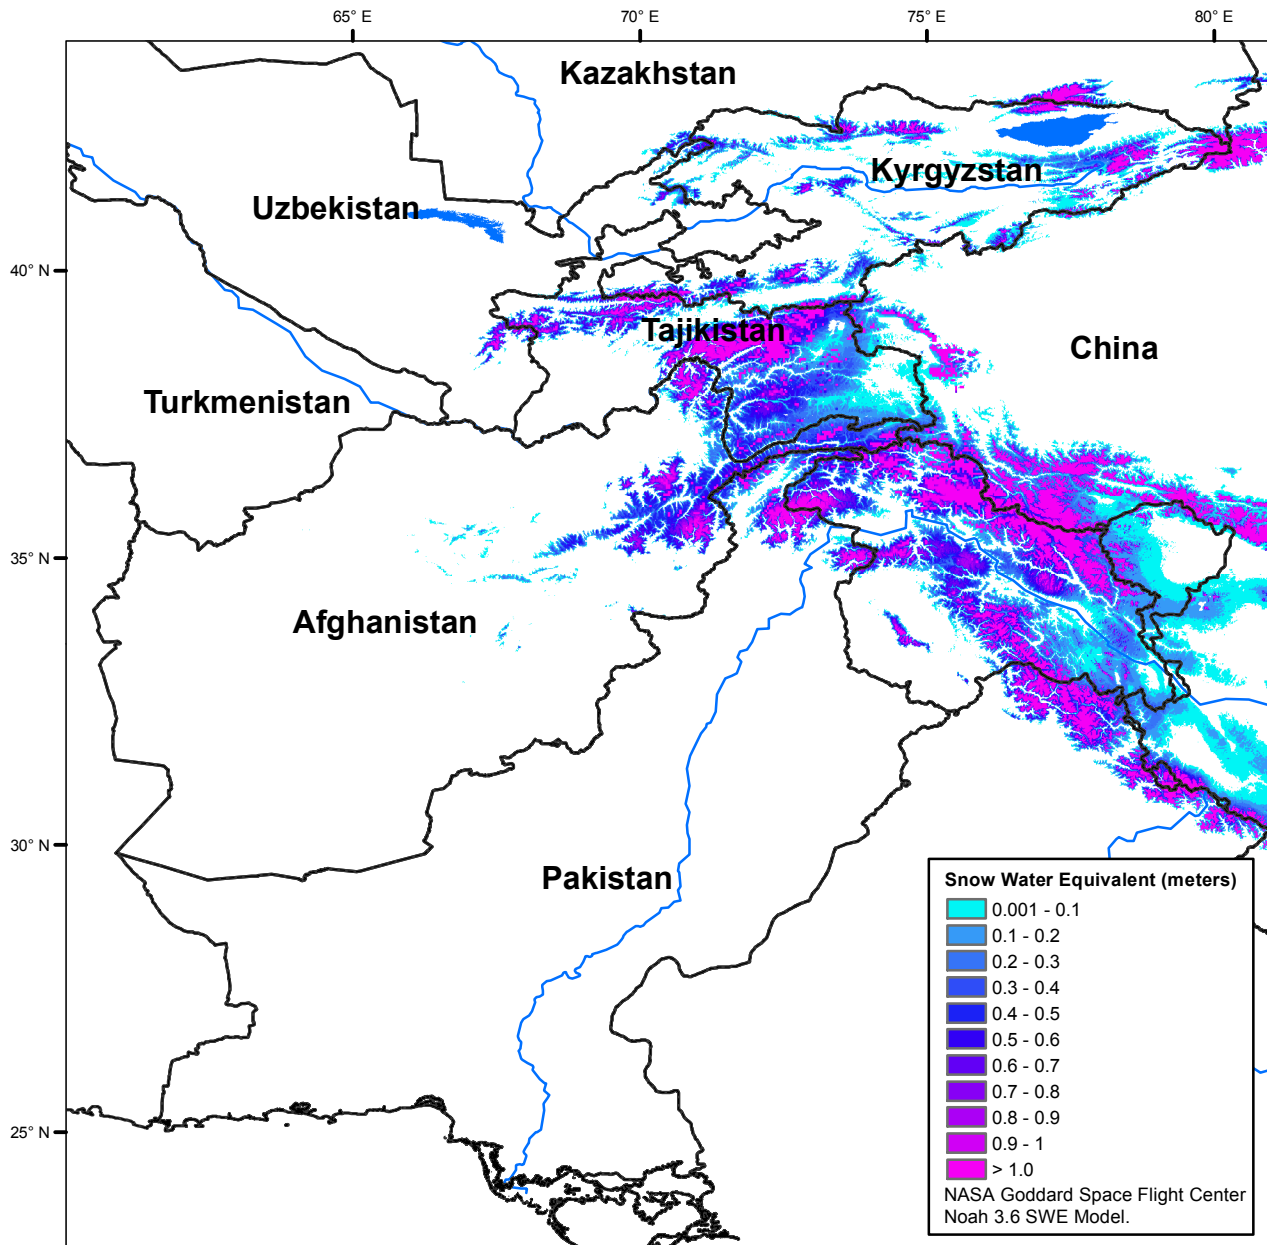 65° E
70° E
75° E
80° E
Kazakhstan
Kyrgyzstan
Uzbekistan
40° N
Tajikistan
China
Turkmenistan
35° N
Afghanistan
30° N
Pakistan
25° N
Snow Water Equivalent (meters)
0.001 - 0.1
0.1 - 0.2
0.2 - 0.3
0.3 - 0.4
0.4 - 0.5
0.5 - 0.6
0.6 - 0.7
0.7 - 0.8
0.8 - 0.9
0.9 - 1
> 1.0
NASA Goddard Space Flight Center
Noah 3.6 SWE Model.